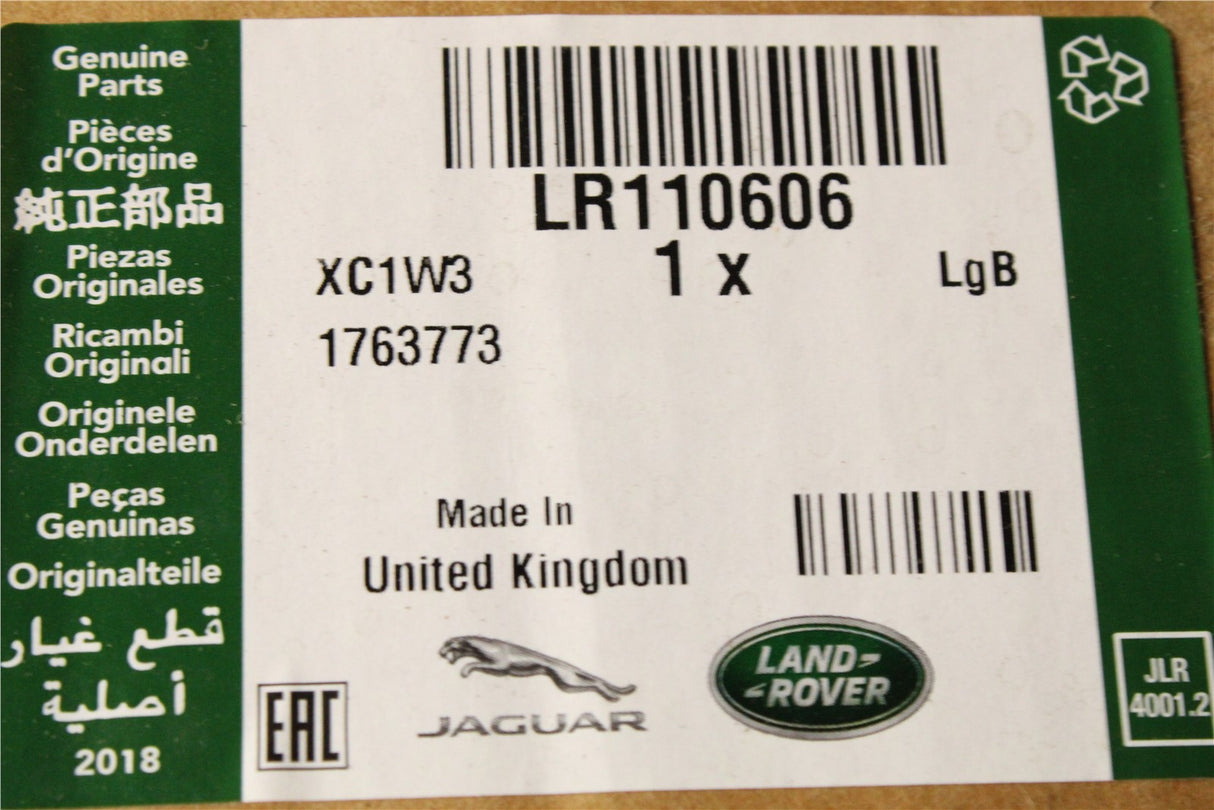 Genuine
Parts
Pièces
d'Origine
純正部品
Piezas
Originales
Ricambi
Originali
Originele
Onderdelen
Peças
Genuinas
Originalteile
قطع غيار
أصلية
2018
LR110606
XC1W3 1 x LgB
1763773
Made In
United Kingdom
EAC
JAGUAR
LAND-
-ROVER
JLR
4001.2